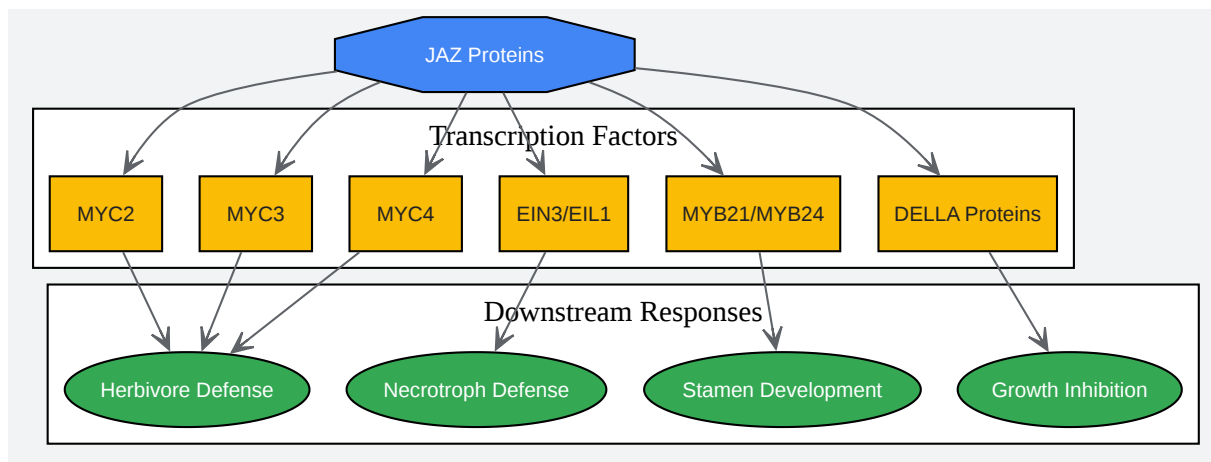 JAZ Proteins
Transcription Factors
MYC2
MYC3
MYC4
EIN3/EIL1
MYB21/MYB24
DELLA Proteins
Downstream Responses
Herbivore Defense
Necrotroph Defense
Stamen Development
Growth Inhibition